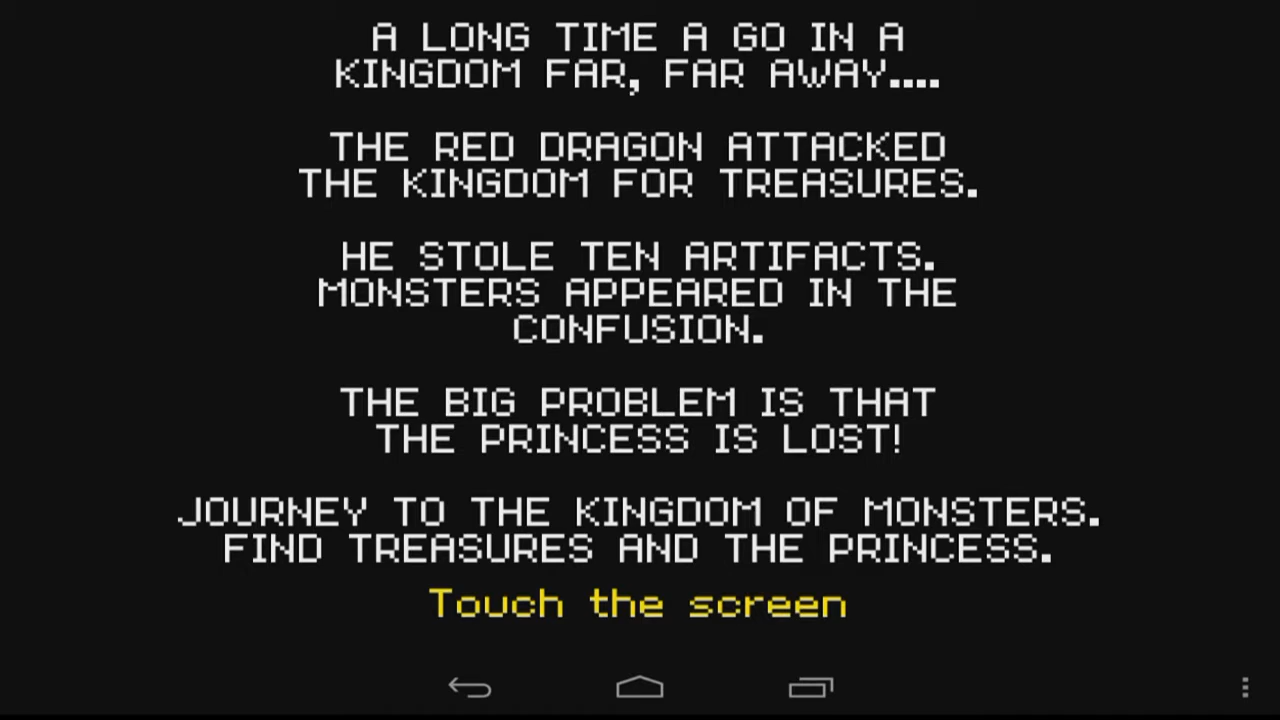 A LONG TIME A GO IN A
KINGDOM FAR, FAR AWAY....
THE RED DRAGON ATTACKED
THE KINGDOM FOR TREASURES.
HE STOLE TEN ARTIFACTS.
MONSTERS APPEARED IN THE
CONFUSION.
THE BIG PROBLEM IS THAT
THE PRINCESS IS LOST!
JOURNEY TO THE KINGDOM OF MONSTERS.
FIND TREASURES AND THE PRINCESS.
Touch the screen